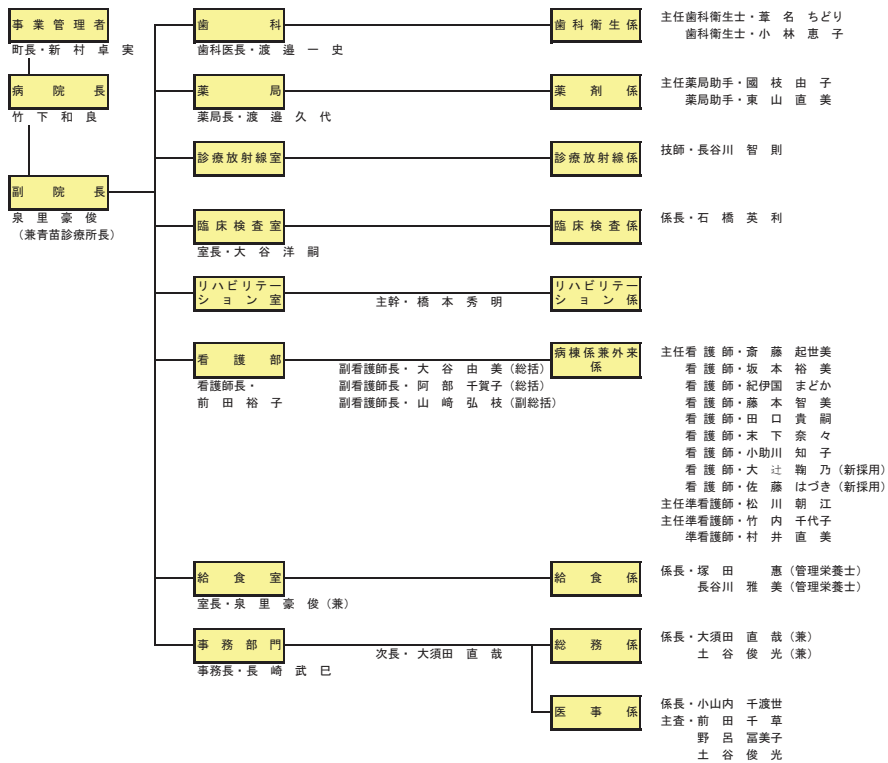 事業管理者
町長・新 村 卓 実
病 院 長
竹 下 和 良
副 院 長
泉 里 豪 俊
（兼青苗診療所長）
歯 科
歯科医長・渡 邉 一 史
歯科衛生係
主任歯科衛生士・葦 名 ちどり
歯科衛生士・小 林 恵 子
薬 局
薬局長・渡 邉 久 代
薬 剤 係
主任薬局助手・國 枝 由 子
薬局助手・東 山 直 美
診療放射線室
診療放射線係
技師・長谷川 智 則
臨床検査室
室長・大 谷 洋 嗣
臨床検査係
係長・石 橋 英 利
リハビリテー
ション室
主幹・橋 本 秀 明
リハビリテー
ション係
看 護 部
看護師長・
前 田 裕 子
副看護師長・大 谷 由 美（総括）
副看護師長・阿 部 千賀子（総括）
副看護師長・山 﨑 弘 枝（副総括）
病棟係兼外来
係
主任看 護 師・斎 藤 起世美
看 護 師・坂 本 裕 美
看 護 師・紀伊国 まどか
看 護 師・藤 本 智 美
看 護 師・田 口 貴 嗣
看 護 師・末 下 奈 々
看 護 師・小助川 知 子
看 護 師・大 辻 鞠 乃（新採用）
看 護 師・佐 藤 はづき（新採用）
主任準看護師・松 川 朝 江
主任準看護師・竹 内 千代子
準看護師・村 井 直 美
給 食 室
室長・泉 里 豪 俊（兼）
給 食 係
係長・塚 田 惠（管理栄養士）
長谷川 雅 美（管理栄養士）
事務部門
事務長・長 崎 武 巳
次長・大須田 直 哉
総 務 係
係長・大須田 直 哉（兼）
土 谷 俊 光（兼）
医 事 係
係長・小山内 千渡世
主査・前 田 千 草
野 呂 冨美子
土 谷 俊 光